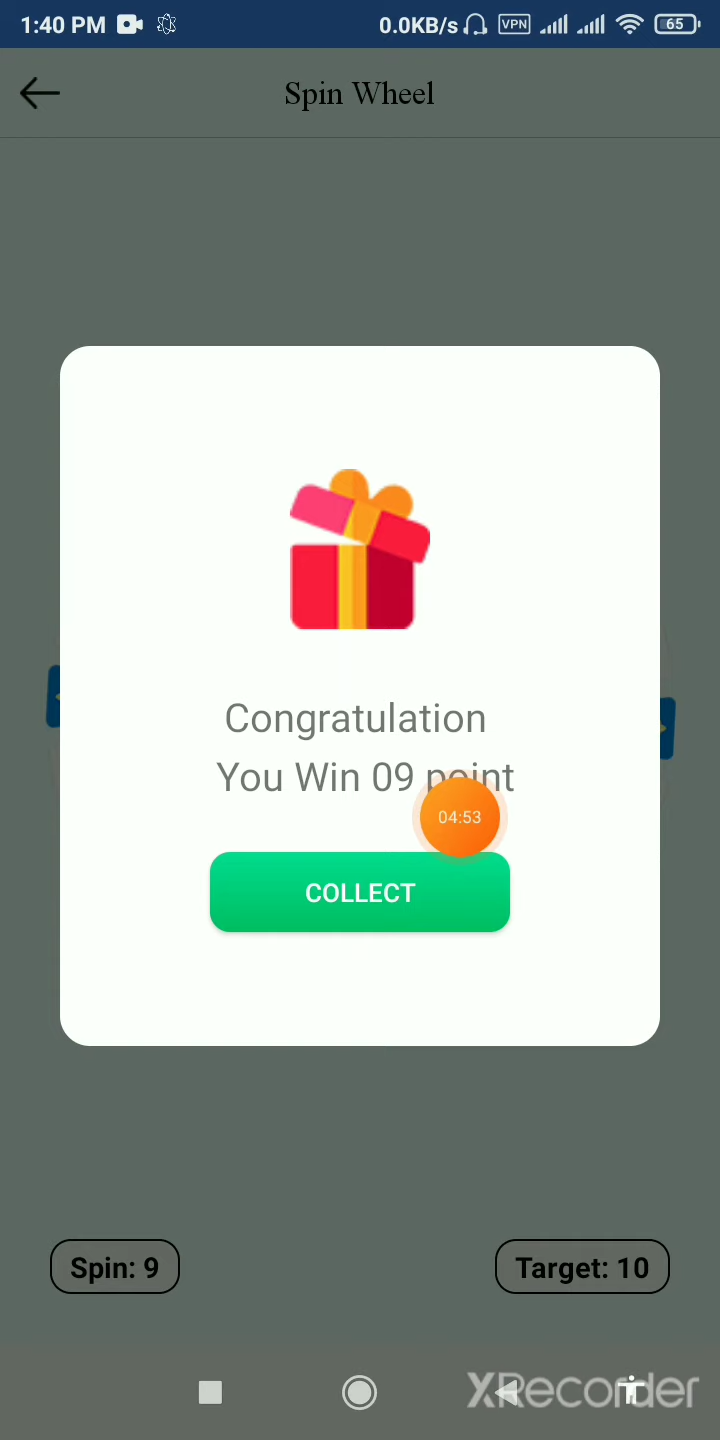 1:40 PM
0.0KB/s
VPN
65
Spin Wheel
Congratulation
You Win 09 point
04:53
COLLECT
Spin: 9
Target: 10
XRecorder